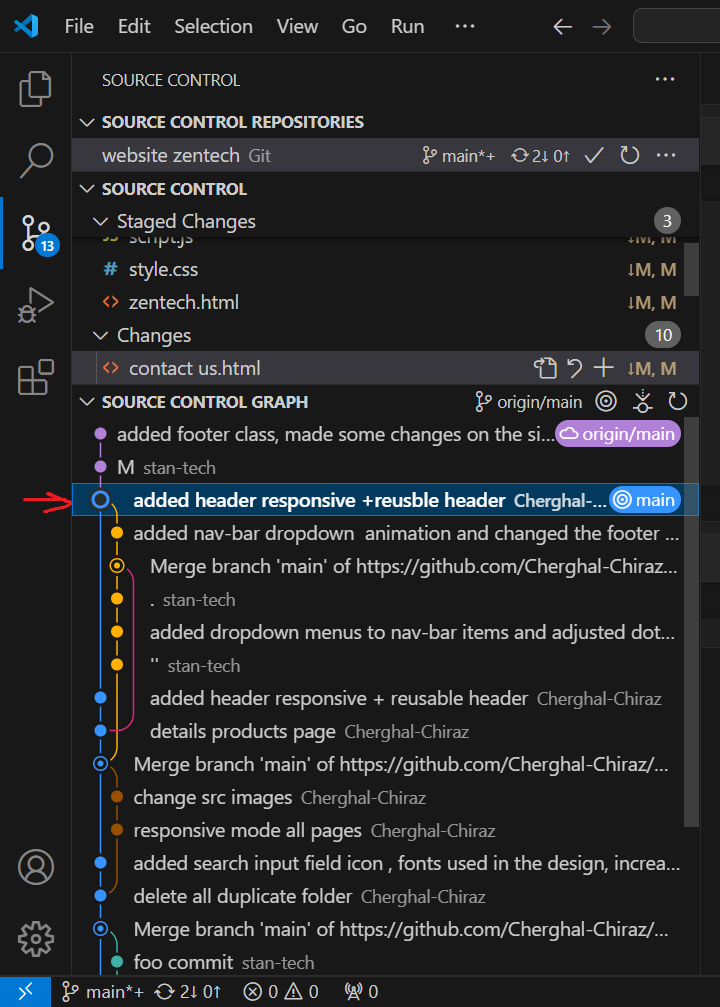 File Edit Selection View Go Run ···
SOURCE CONTROL ···
SOURCE CONTROL REPOSITORIES
website zentech Git main*+ 2↓ 0↑ ···
SOURCE CONTROL
Staged Changes 3
script.js ↓M, M
# style.css ↓M, M
<> zentech.html ↓M, M
Changes 10
<> contact us.html ↓M, M
13
SOURCE CONTROL GRAPH origin/main
added footer class, made some changes on the si... origin/main
M stan-tech
added header responsive +reusble header Cherghal-... main
added nav-bar dropdown animation and changed the footer ...
Merge branch 'main' of https://github.com/Cherghal-Chiraz...
. stan-tech
added dropdown menus to nav-bar items and adjusted dot...
'' stan-tech
added header responsive + reusable header Cherghal-Chiraz
details products page Cherghal-Chiraz
Merge branch 'main' of https://github.com/Cherghal-Chiraz/...
change src images Cherghal-Chiraz
responsive mode all pages Cherghal-Chiraz
added search input field icon , fonts used in the design, increa...
delete all duplicate folder Cherghal-Chiraz
Merge branch 'main' of https://github.com/Cherghal-Chiraz/...
foo commit stan-tech
main*+ 2↓ 0↑ 0 0 0